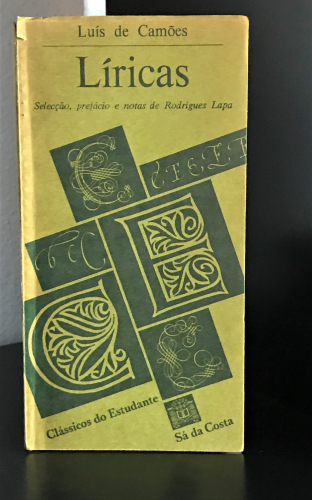 Luís de Camões
Líricas
Selecção, prefácio e notas de Rodrigues Lapa
Clássicos do Estudante
Sá da Costa